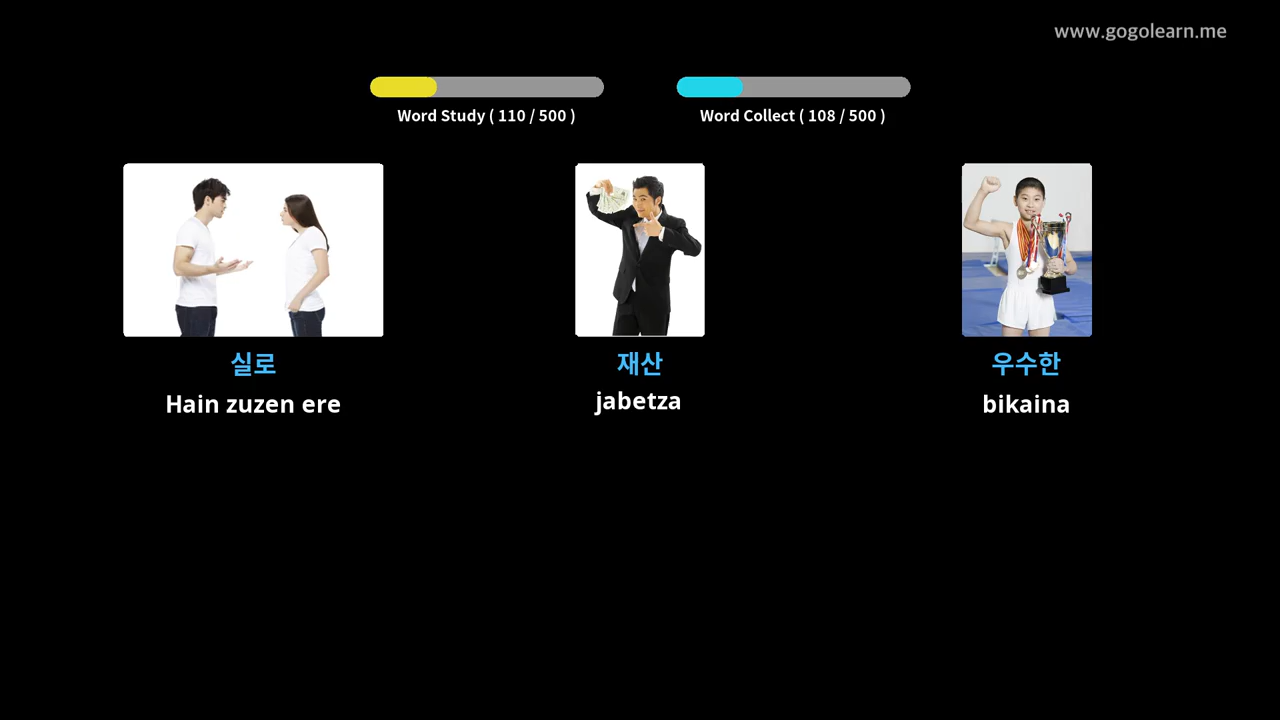 www.gogolearn.me
Word Study ( 110 / 500 )
Word Collect ( 108 / 500 )
실로
재산
우수한
Hain zuzen ere
jabetza
bikaina